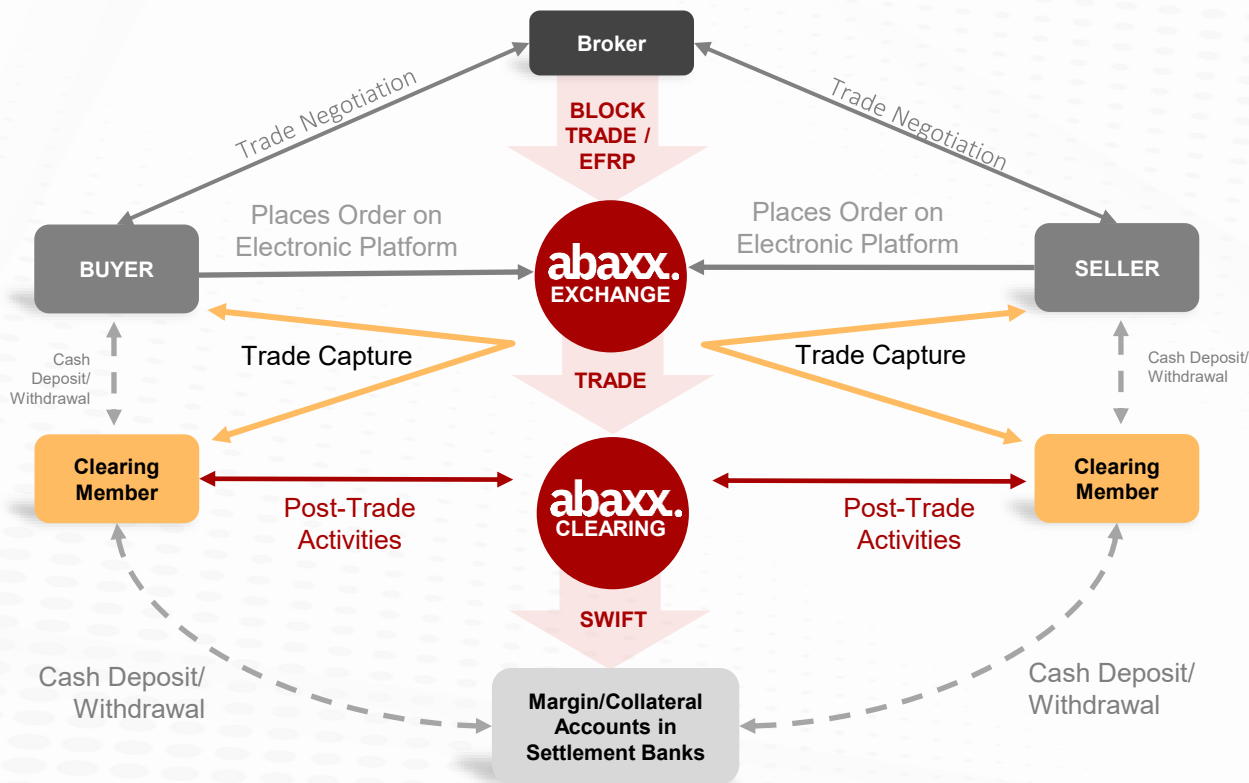 Broker
Trade Negotiation
Trade Negotiation
BLOCK
TRADE /
EFRP
Places Order on
Electronic Platform
Places Order on
Electronic Platform
BUYER
abaxx.
EXCHANGE
SELLER
Trade Capture
Trade Capture
Cash
Deposit/
Withdrawal
TRADE
Cash Deposit/
Withdrawal
Clearing
Member
abaxx.
CLEARING
Clearing
Member
Post-Trade
Activities
Post-Trade
Activities
SWIFT
Cash Deposit/
Withdrawal
Margin/Collateral
Accounts in
Settlement Banks
Cash Deposit/
Withdrawal